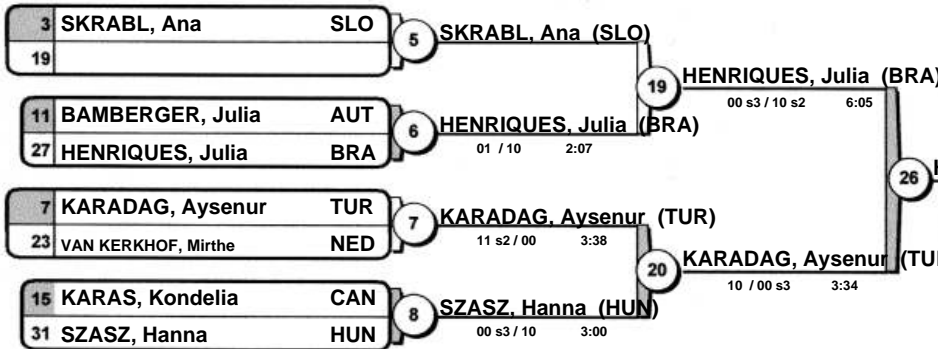 3 SKRABL, Ana SLO
19
5
SKRABL, Ana (SLO)
11 BAMBERGER, Julia AUT
27 HENRIQUES, Julia BRA
6
HENRIQUES, Julia (BRA)
01 / 10 2:07
19
HENRIQUES, Julia (BRA)
00 s3 / 10 s2 6:05
7 KARADAG, Aysenur TUR
23 VAN KERKHOF, Mirthe NED
7
KARADAG, Aysenur (TUR)
11 s2 / 00 3:38
15 KARAS, Kondelia CAN
31 SZASZ, Hanna HUN
8
SZASZ, Hanna (HUN)
00 s3 / 10 3:00
20
KARADAG, Aysenur (TU
10 / 00 s3 3:34
26